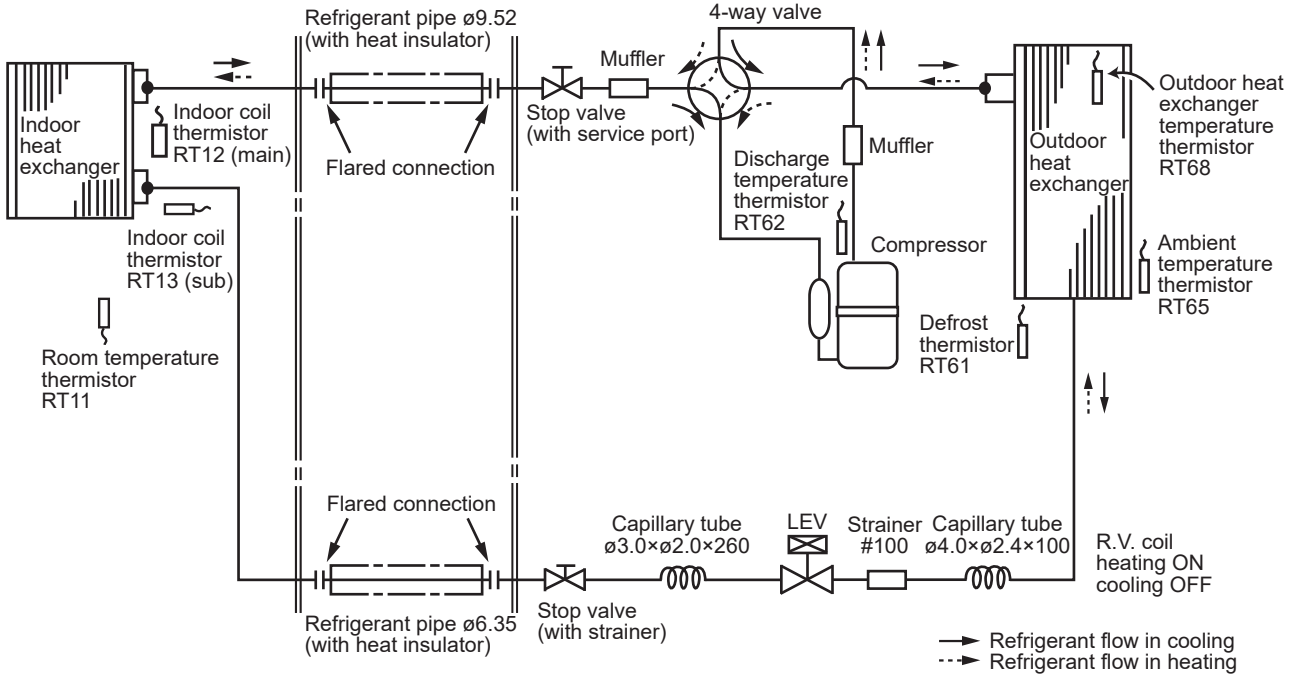 Refrigerant pipe ø9.52
(with heat insulator)
4-way valve
Muffler
Stop valve
(with service port)
Indoor
heat
exchanger
Indoor coil
thermistor
RT12 (main)
Flared connection
Indoor coil
thermistor
RT13 (sub)
Room temperature
thermistor
RT11
Muffler
Discharge
temperature
thermistor
RT62
Compressor
Outdoor
heat
exchanger
Outdoor heat
exchanger
temperature
thermistor
RT68
Ambient
temperature
thermistor
RT65
Defrost
thermistor
RT61
Flared connection
Refrigerant pipe ø6.35
(with heat insulator)
Stop valve
(with strainer)
Capillary tube
ø3.0×ø2.0×260
LEV
Strainer
#100
Capillary tube
ø4.0×ø2.4×100
R.V. coil
heating ON
cooling OFF
Refrigerant flow in cooling
Refrigerant flow in heating